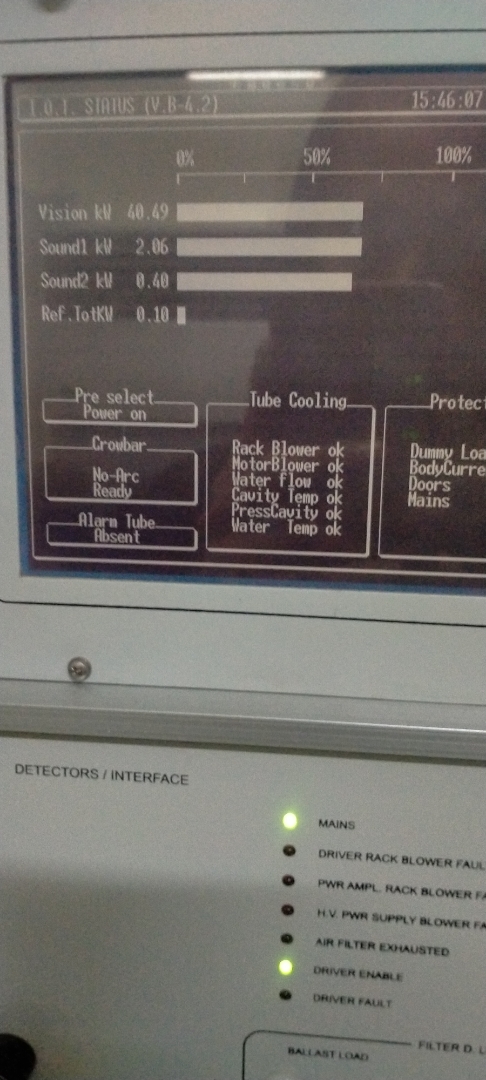 I.O.T. STATUS (V.B-4.2) 15:46:07
0% 50% 100%
Vision kW 40.49
Sound1 kW 2.06
Sound2 kW 0.40
Ref.TotKW 0.10
Pre select
Power on
Crowbar
No-Arc
Ready
Alarm Tube
Absent
Tube Cooling
Rack Blower ok
MotorBlower ok
Water flow ok
Cavity Temp ok
PressCavity ok
Water Temp ok
Protect
Dummy Loa
BodyCurre
Doors
Mains
DETECTORS / INTERFACE
MAINS
DRIVER RACK BLOWER FAUL
PWR AMPL. RACK BLOWER FA
H.V. PWR SUPPLY BLOWER FA
AIR FILTER EXHAUSTED
DRIVER ENABLE
DRIVER FAULT
FILTER D. L
BALLAST LOAD